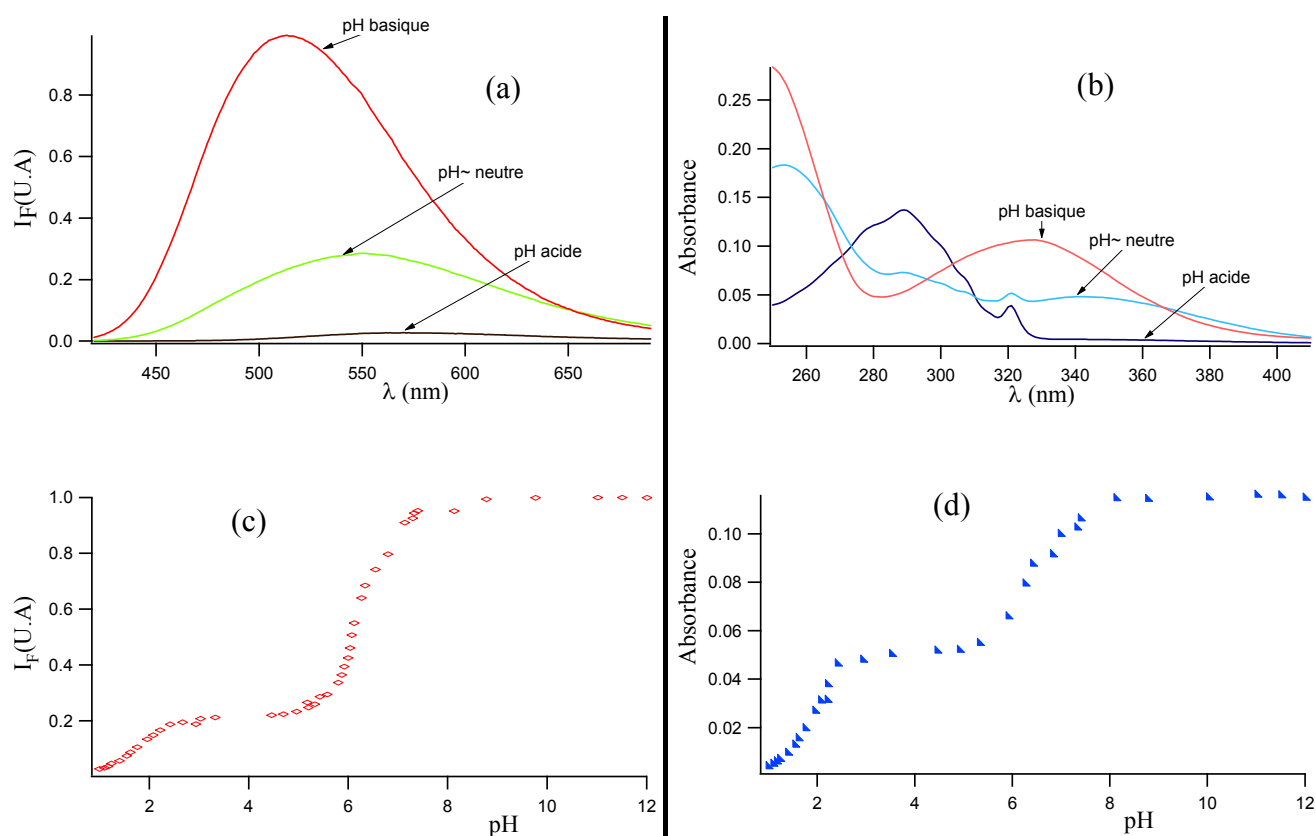 pH basique
(a)
pH~ neutre
pH acide
I_F(U.A)
0.8
0.6
0.4
0.2
0.0
450 500 550 600 650
λ (nm)
(b)
pH basique
pH~ neutre
pH acide
Absorbance
0.25
0.20
0.15
0.10
0.05
0.00
260 280 300 320 340 360 380 400
λ (nm)
(c)
I_F(U.A)
1.0
0.8
0.6
0.4
0.2
2 4 6 8 10 12
pH
(d)
Absorbance
0.10
0.08
0.06
0.04
0.02
2 4 6 8 10 12
pH